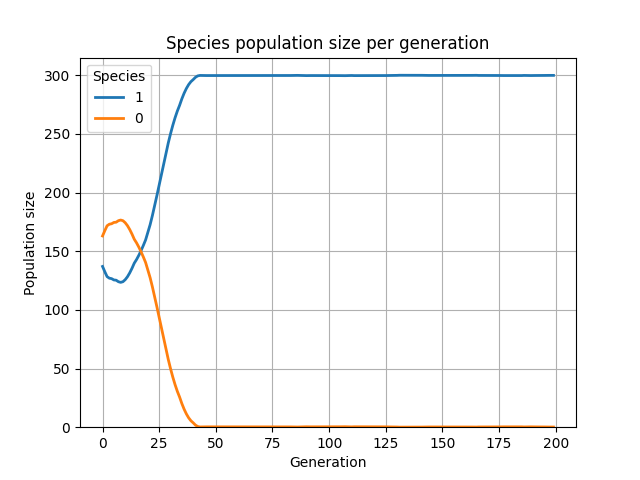 Species population size per generation
Species
1
0
300
250
200
150
100
50
0
Population size
0 25 50 75 100 125 150 175 200
Generation